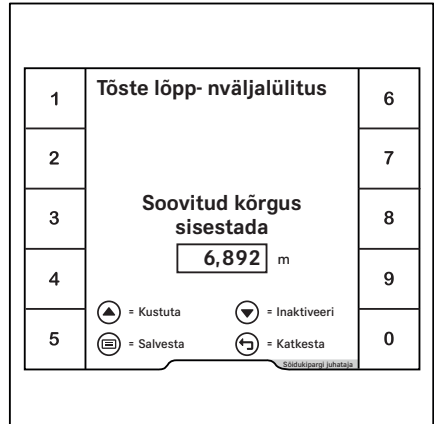 Tõste lõpp- nväljalülitus
1
6
2
7
Soovitud kõrgus
sisestada
3
8
6,892 m
4
9
= Kustuta
= Inaktiveeri
5
= Salvesta
= Katkesta
0
Sõidukipargi juhataja